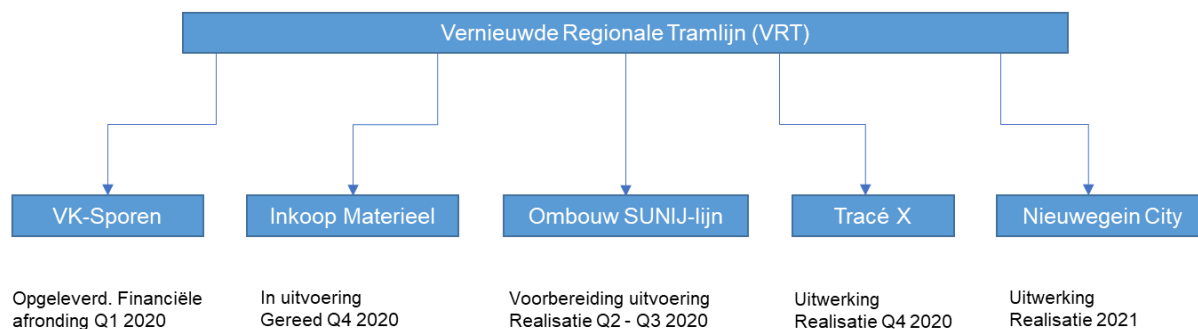 Vernieuwde Regionale Tramlijn (VRT)
VK-Sporen
Inkoop Materieel
Ombouw SUNIJ-lijn
Tracé X
Nieuwegein City
Opgeleverd. Financiële
afronding Q1 2020
In uitvoering
Gereed Q4 2020
Voorbereiding uitvoering
Realisatie Q2 - Q3 2020
Uitwerking
Realisatie Q4 2020
Uitwerking
Realisatie 2021